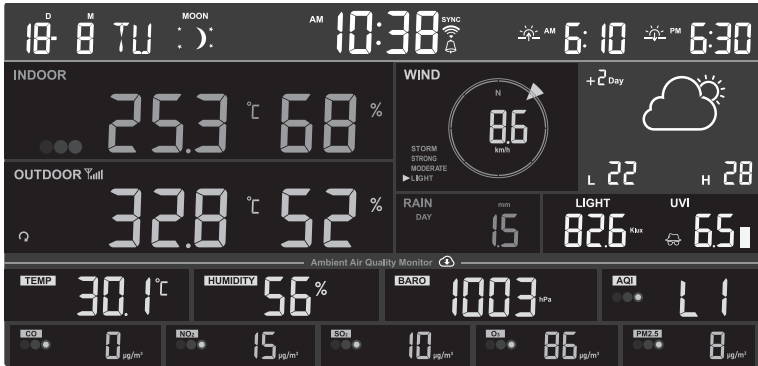 D M MOON
18- 8 TU AM 10:38 SYNC AM 6:10 PM 6:30
INDOOR
25.3 °C 68 %
OUTDOOR
32.8 °C 52 %
WIND
N
8.6
km/h
STORM
STRONG
MODERATE
LIGHT
+2 Day
L 22 H 28
RAIN mm
DAY
1.5
LIGHT
82.6 Klux
UVI
6.5
Ambient Air Quality Monitor
TEMP 30.1 °C
HUMIDITY 56 %
BARO 1003 hPa
AQI L1
CO 0 µg/m³
NO₂ 15 µg/m³
SO₂ 10 µg/m³
O₃ 86 µg/m³
PM2.5 8 µg/m³